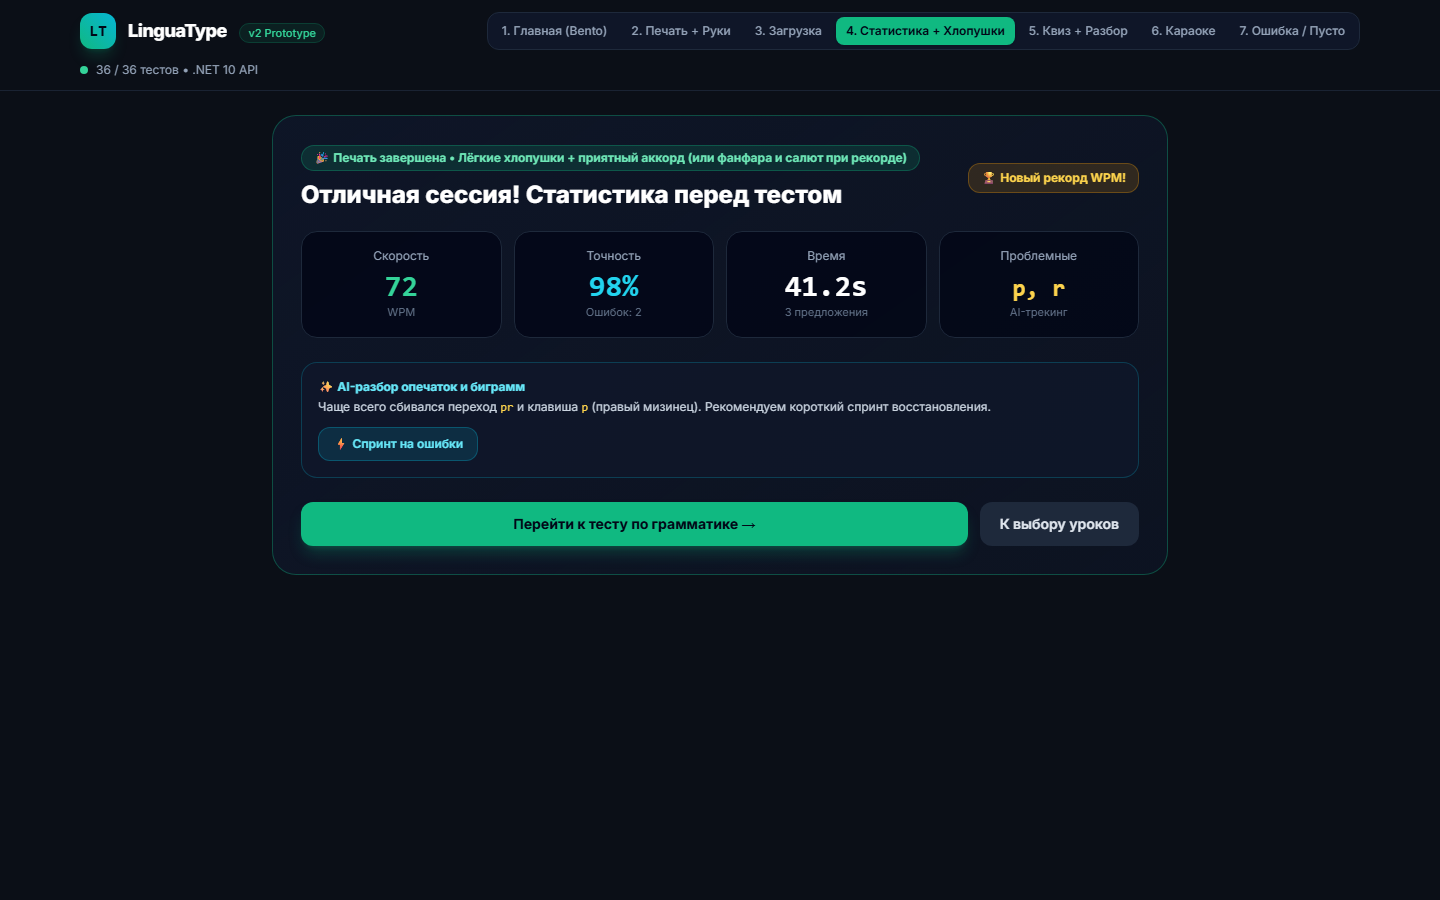 LT LinguaType v2 Prototype
1. Главная (Bento) 2. Печать + Руки 3. Загрузка 4. Статистика + Хлопушки 5. Квиз + Разбор 6. Караоке 7. Ошибка / Пусто
36 / 36 тестов • .NET 10 API
🎉 Печать завершена • Лёгкие хлопушки + приятный аккорд (или фанфара и салют при рекорде)
Отличная сессия! Статистика перед тестом
🏆 Новый рекорд WPM!
Скорость
72
WPM
Точность
98%
Ошибок: 2
Время
41.2s
3 предложения
Проблемные
p, r
AI-трекинг
✨ AI-разбор опечаток и биграмм
Чаще всего сбивался переход pr и клавиша p (правый мизинец). Рекомендуем короткий спринт восстановления.
⚡ Спринт на ошибки
Перейти к тесту по грамматике →
К выбору уроков